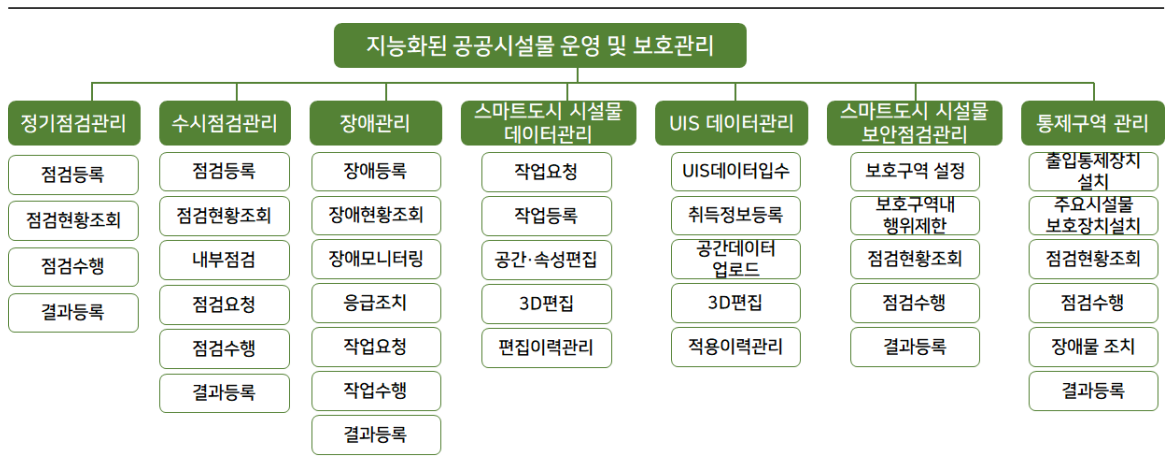 지능화된 공공시설물 운영 및 보호관리
정기점검관리
점검등록
점검현황조회
점검수행
결과등록
수시점검관리
점검등록
점검현황조회
내부점검
점검요청
점검수행
결과등록
장애관리
장애등록
장애현황조회
장애모니터링
응급조치
작업요청
작업수행
결과등록
스마트도시 시설물
데이터관리
작업요청
작업등록
공간·속성편집
3D편집
편집이력관리
UIS 데이터관리
UIS데이터입수
취득정보등록
공간데이터
업로드
3D편집
적용이력관리
스마트도시 시설물
보안점검관리
보호구역 설정
보호구역내
행위제한
점검현황조회
점검수행
결과등록
통제구역 관리
출입통제장치
설치
주요시설물
보호장치설치
점검현황조회
점검수행
장애물 조치
결과등록